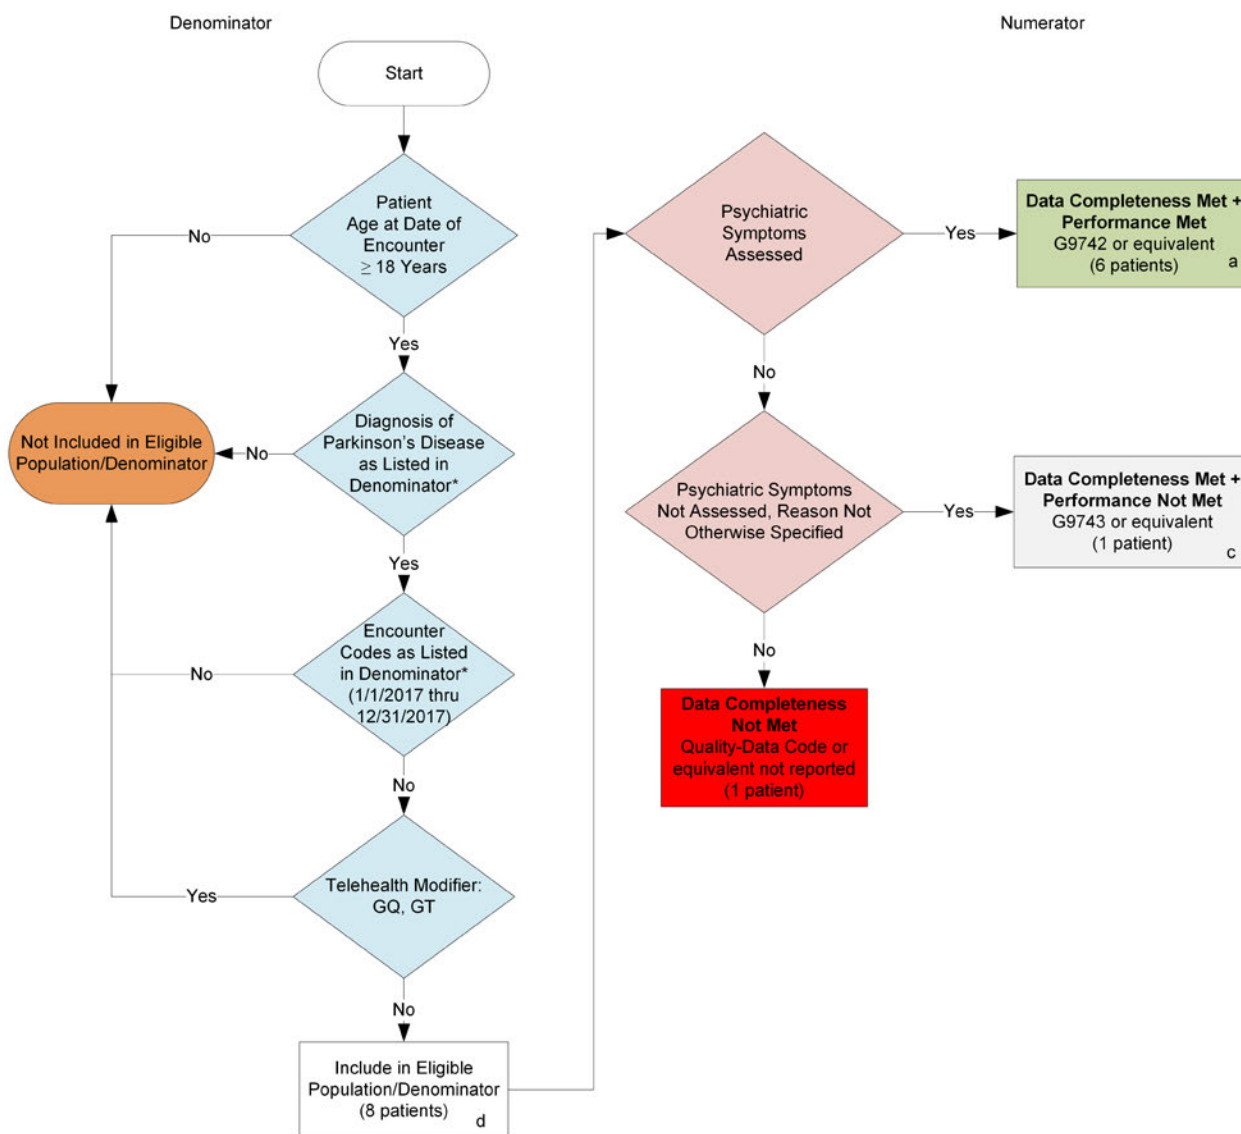 Denominator
Numerator
Start
Patient
Age at Date of
Encounter
≥ 18 Years
No
Yes
Diagnosis of
Parkinson's Disease
as Listed in
Denominator*
No
Not Included in Eligible
Population/Denominator
Yes
Encounter
Codes as Listed
in Denominator*
(1/1/2017 thru
12/31/2017)
No
No
Telehealth Modifier:
GQ, GT
Yes
No
Include in Eligible
Population/Denominator
(8 patients)
d
Psychiatric
Symptoms
Assessed
Yes
Data Completeness Met +
Performance Met
G9742 or equivalent
(6 patients)
a
No
Psychiatric Symptoms
Not Assessed, Reason Not
Otherwise Specified
Yes
Data Completeness Met +
Performance Not Met
G9743 or equivalent
(1 patient)
c
No
Data Completeness
Not Met
Quality-Data Code or
equivalent not reported
(1 patient)